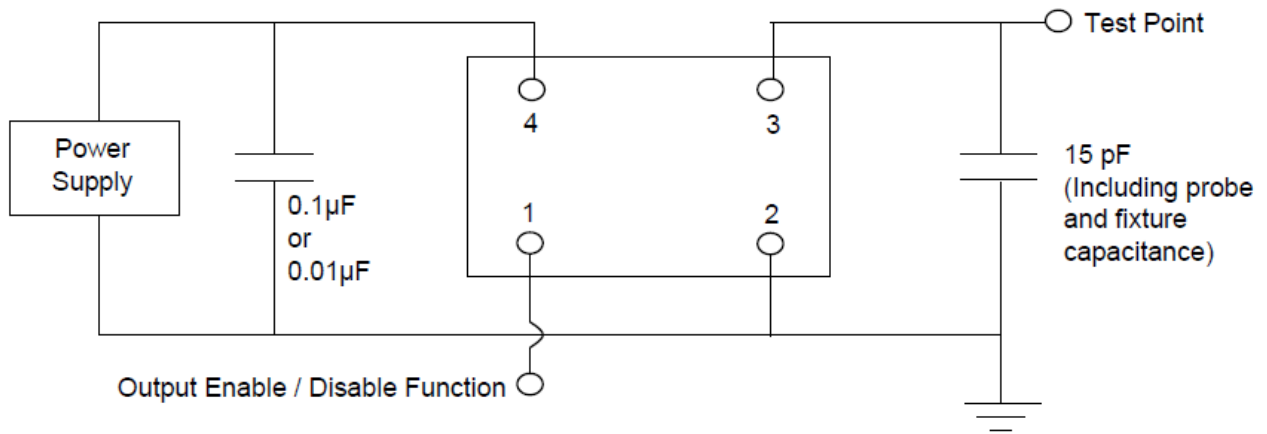 Test Point
4
3
Power
Supply
15 pF
(Including probe
and fixture
capacitance)
0.1µF
or
0.01µF
1
2
Output Enable / Disable Function